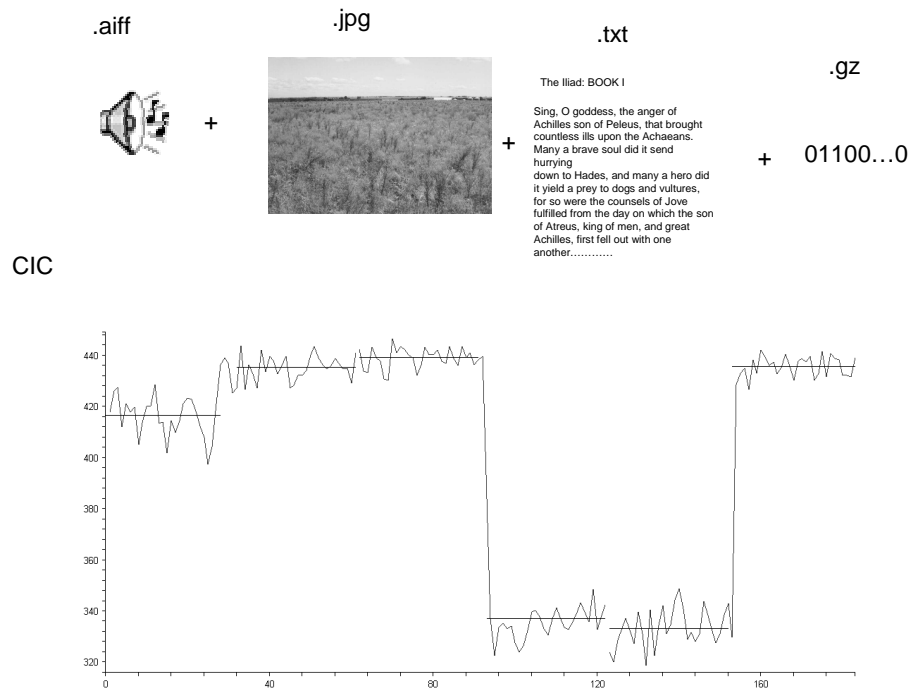 .aiff
.jpg
.txt
.gz
+
+
+
01100…0
The Iliad: BOOK I
Sing, O goddess, the anger of
Achilles son of Peleus, that brought
countless ills upon the Achaeans.
Many a brave soul did it send
hurrying
down to Hades, and many a hero did
it yield a prey to dogs and vultures,
for so were the counsels of Jove
fulfilled from the day on which the son
of Atreus, king of men, and great
Achilles, first fell out with one
another…………
CIC
440
420
400
380
360
340
320
0 40 80 120 160